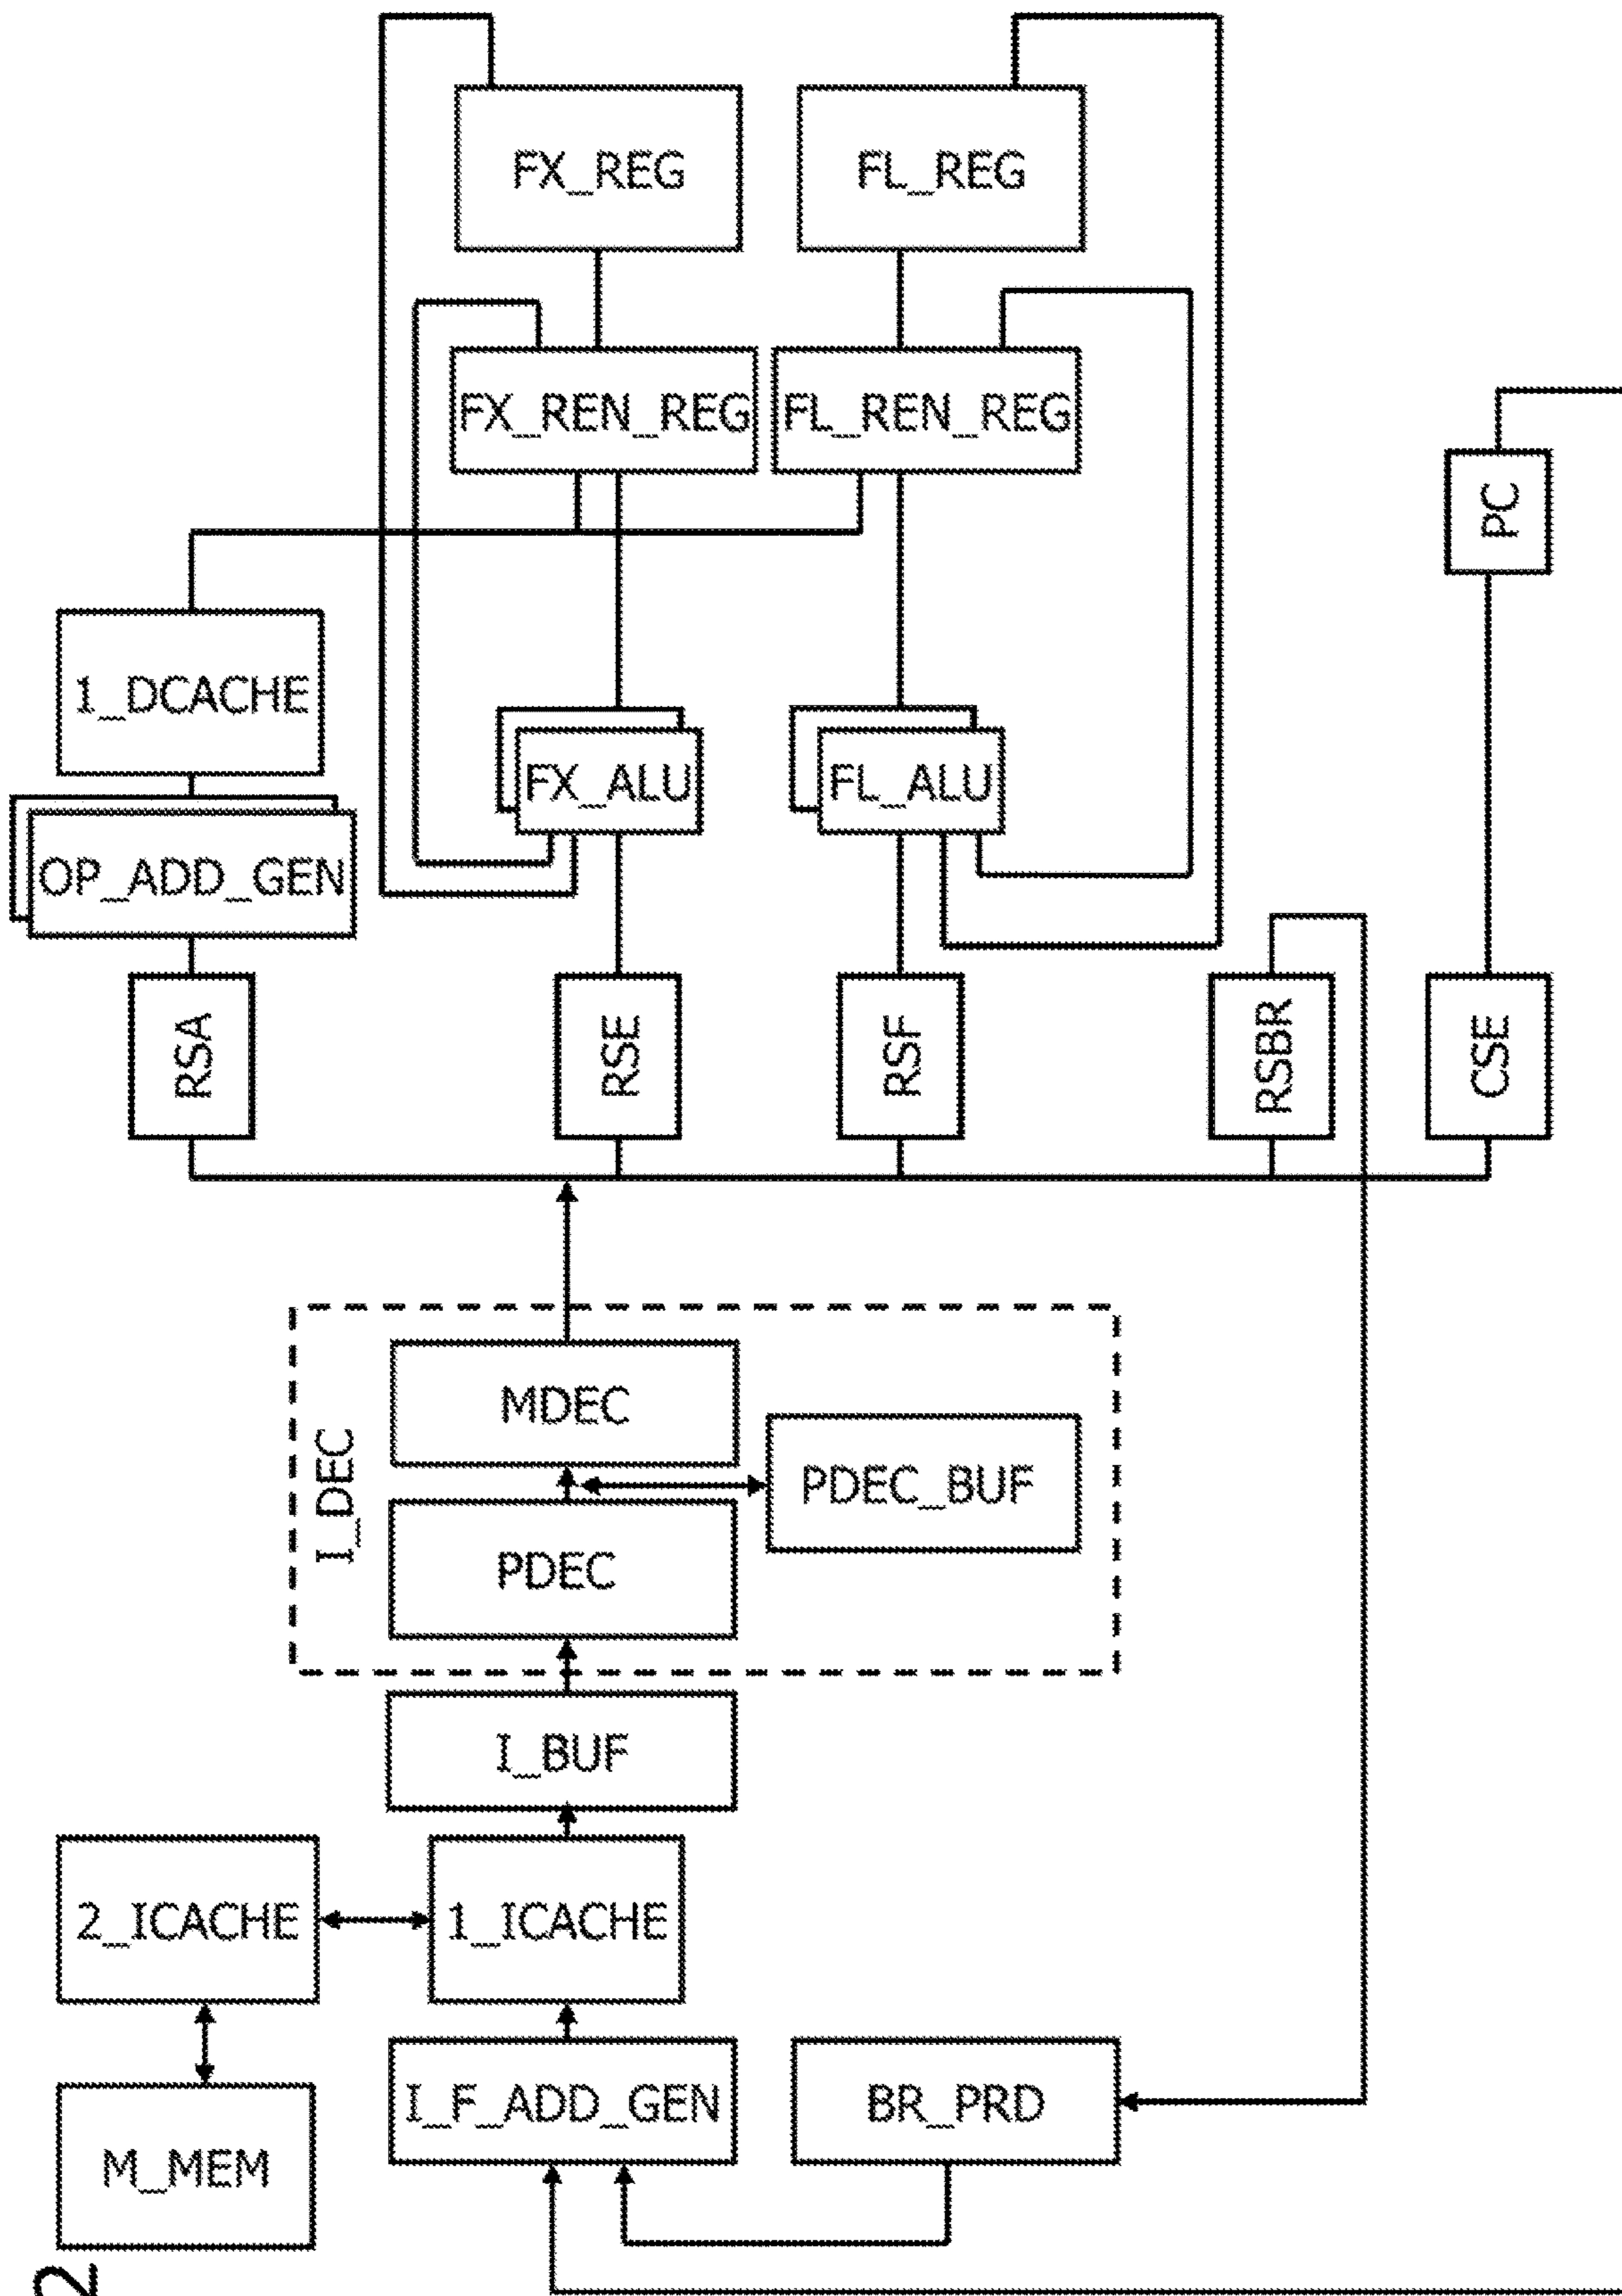 FX_REG
FL_REG
FX_REN_REG
FL_REN_REG
PC
1_DCACHE
FX_ALU
FL_ALU
OP_ADD_GEN
RSA
RSE
RSF
RSBR
CSE
I_DEC
MDEC
PDEC_BUF
PDEC
I_BUF
2_ICACHE
1_ICACHE
I_F_ADD_GEN
BR_PRD
M_MEM
2